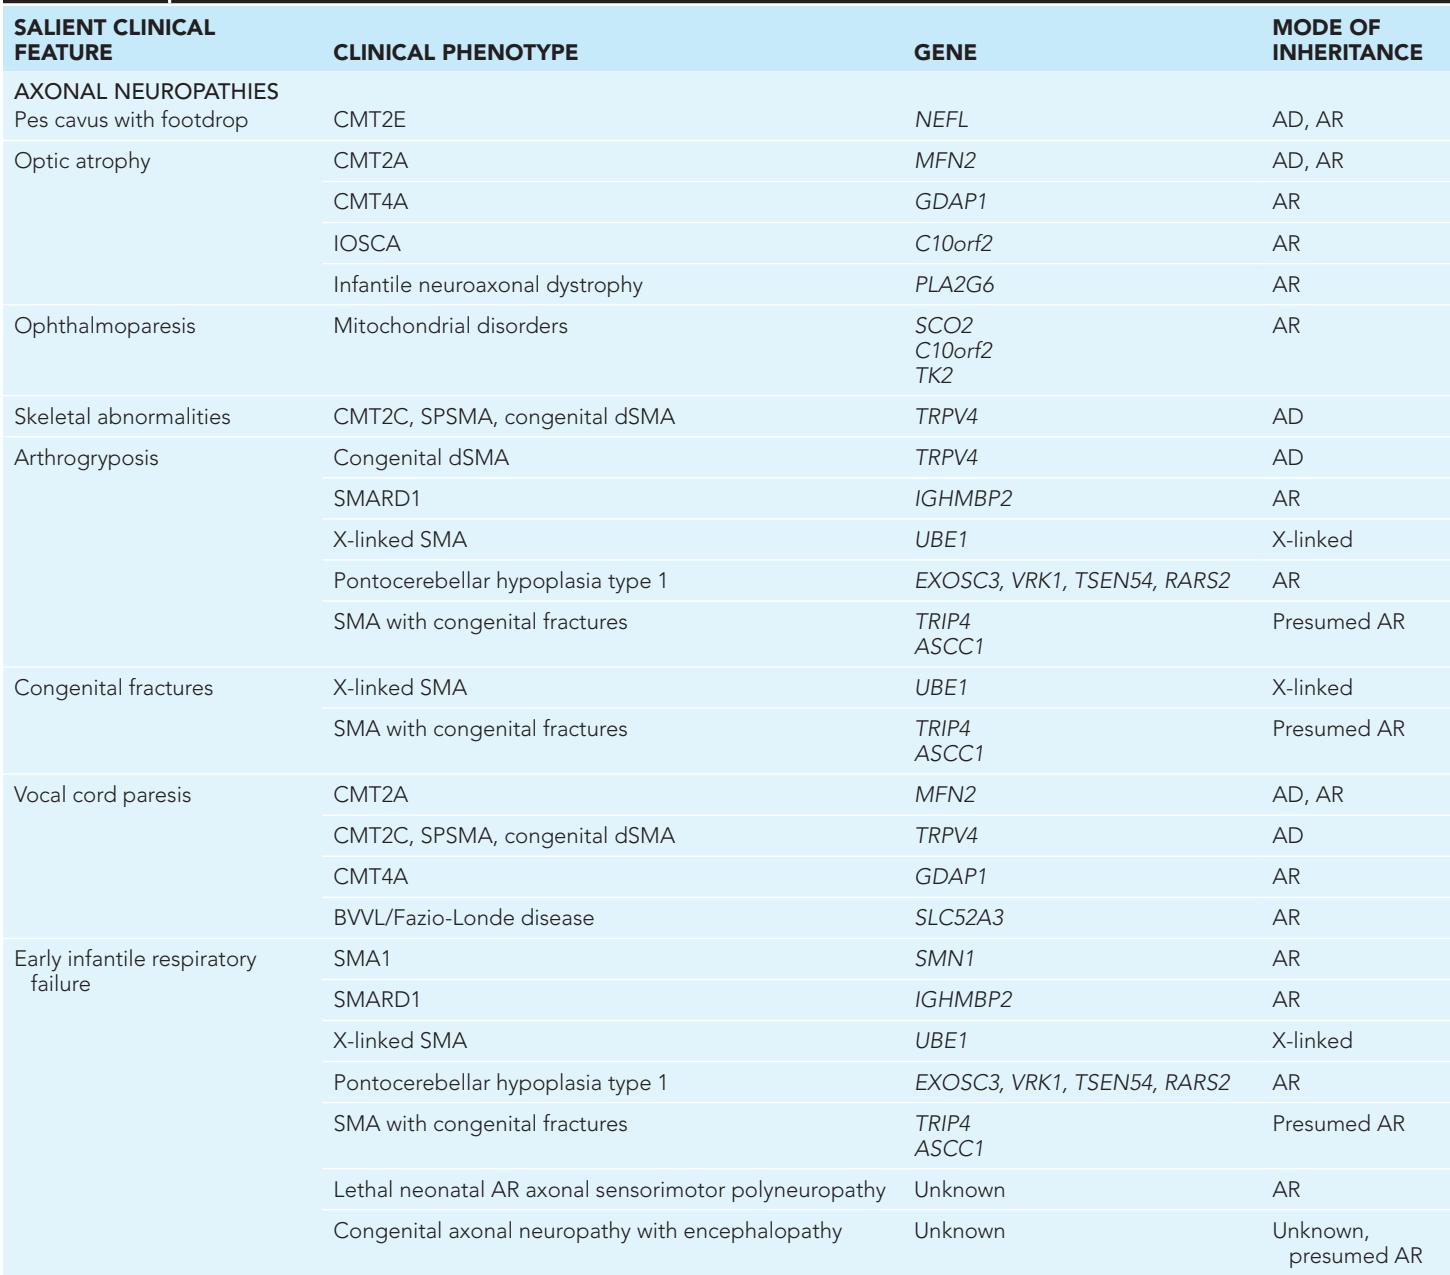 SALIENT CLINICAL
FEATURE CLINICAL PHENOTYPE GENE MODE OF
INHERITANCE
AXONAL NEUROPATHIES
Pes cavus with footdrop CMT2E NEFL AD, AR
Optic atrophy CMT2A MFN2 AD, AR
CMT4A GDAP1 AR
IOSCA C10orf2 AR
Infantile neuroaxonal dystrophy PLA2G6 AR
Ophthalmoparesis Mitochondrial disorders SCO2 AR
C10orf2
TK2
Skeletal abnormalities CMT2C, SPSMA, congenital dSMA TRPV4 AD
Arthrogryposis Congenital dSMA TRPV4 AD
SMARD1 IGHMBP2 AR
X-linked SMA UBE1 X-linked
Pontocerebellar hypoplasia type 1 EXOSC3, VRK1, TSEN54, RARS2 AR
SMA with congenital fractures TRIP4 Presumed AR
ASCC1
Congenital fractures X-linked SMA UBE1 X-linked
SMA with congenital fractures TRIP4 Presumed AR
ASCC1
Vocal cord paresis CMT2A MFN2 AD, AR
CMT2C, SPSMA, congenital dSMA TRPV4 AD
CMT4A GDAP1 AR
BVVL/Fazio-Londe disease SLC52A3 AR
Early infantile respiratory SMA1 SMN1 AR
failure
SMARD1 IGHMBP2 AR
X-linked SMA UBE1 X-linked
Pontocerebellar hypoplasia type 1 EXOSC3, VRK1, TSEN54, RARS2 AR
SMA with congenital fractures TRIP4 Presumed AR
ASCC1
Lethal neonatal AR axonal sensorimotor polyneuropathy Unknown AR
Congenital axonal neuropathy with encephalopathy Unknown Unknown,
presumed AR